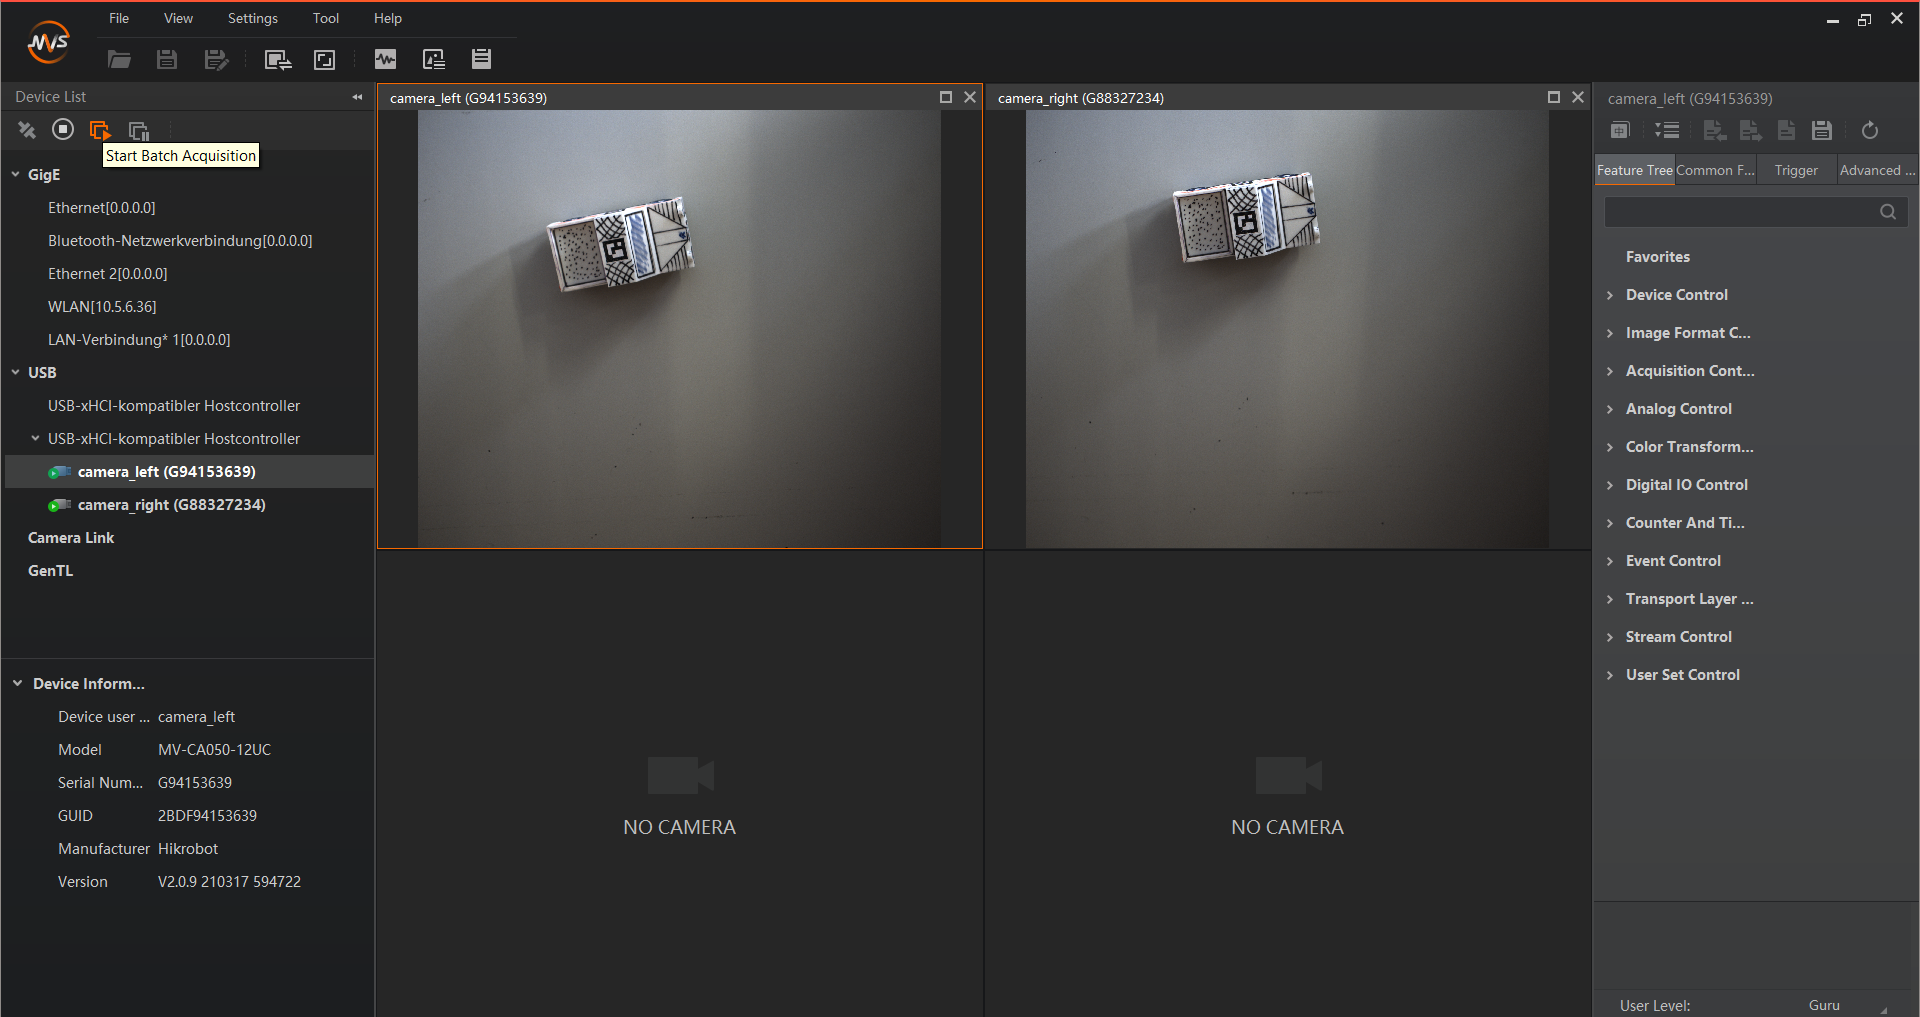 MVS
File View Settings Tool Help
Device List
Start Batch Acquisition
GigE
Ethernet[0.0.0.0]
Bluetooth-Netzwerkverbindung[0.0.0.0]
Ethernet 2[0.0.0.0]
WLAN[10.5.6.36]
LAN-Verbindung* 1[0.0.0.0]
USB
USB-xHCI-kompatibler Hostcontroller
USB-xHCI-kompatibler Hostcontroller
camera_left (G94153639)
camera_right (G88327234)
Camera Link
GenTL
Device Inform...
Device user ... camera_left
Model MV-CA050-12UC
Serial Num... G94153639
GUID 2BDF94153639
Manufacturer Hikrobot
Version V2.0.9 210317 594722
camera_left (G94153639)
camera_right (G88327234)
NO CAMERA
NO CAMERA
camera_left (G94153639)
中
Feature Tree Common F... Trigger Advanced ...
Favorites
Device Control
Image Format C...
Acquisition Cont...
Analog Control
Color Transform...
Digital IO Control
Counter And Ti...
Event Control
Transport Layer ...
Stream Control
User Set Control
User Level: Guru